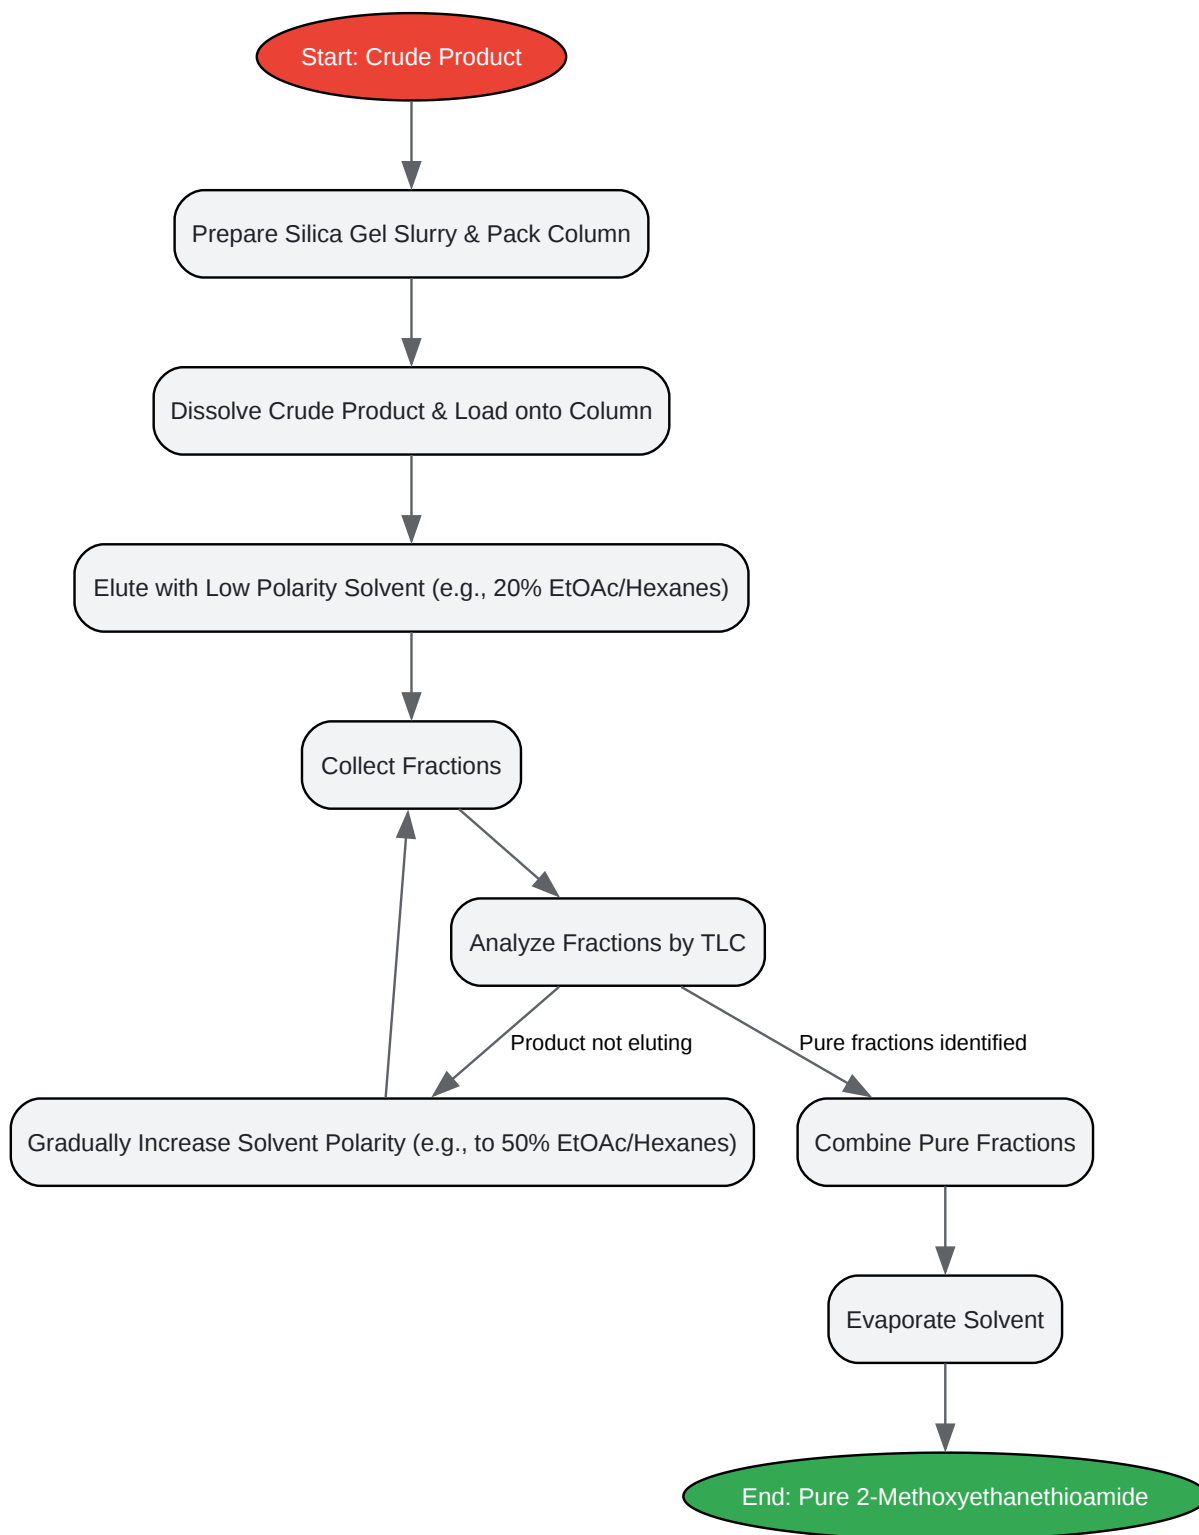 Start: Crude Product
Prepare Silica Gel Slurry & Pack Column
Dissolve Crude Product & Load onto Column
Elute with Low Polarity Solvent (e.g., 20% EtOAc/Hexanes)
Collect Fractions
Analyze Fractions by TLC
Product not eluting
Pure fractions identified
Gradually Increase Solvent Polarity (e.g., to 50% EtOAc/Hexanes)
Combine Pure Fractions
Evaporate Solvent
End: Pure 2-Methoxyethanethioamide